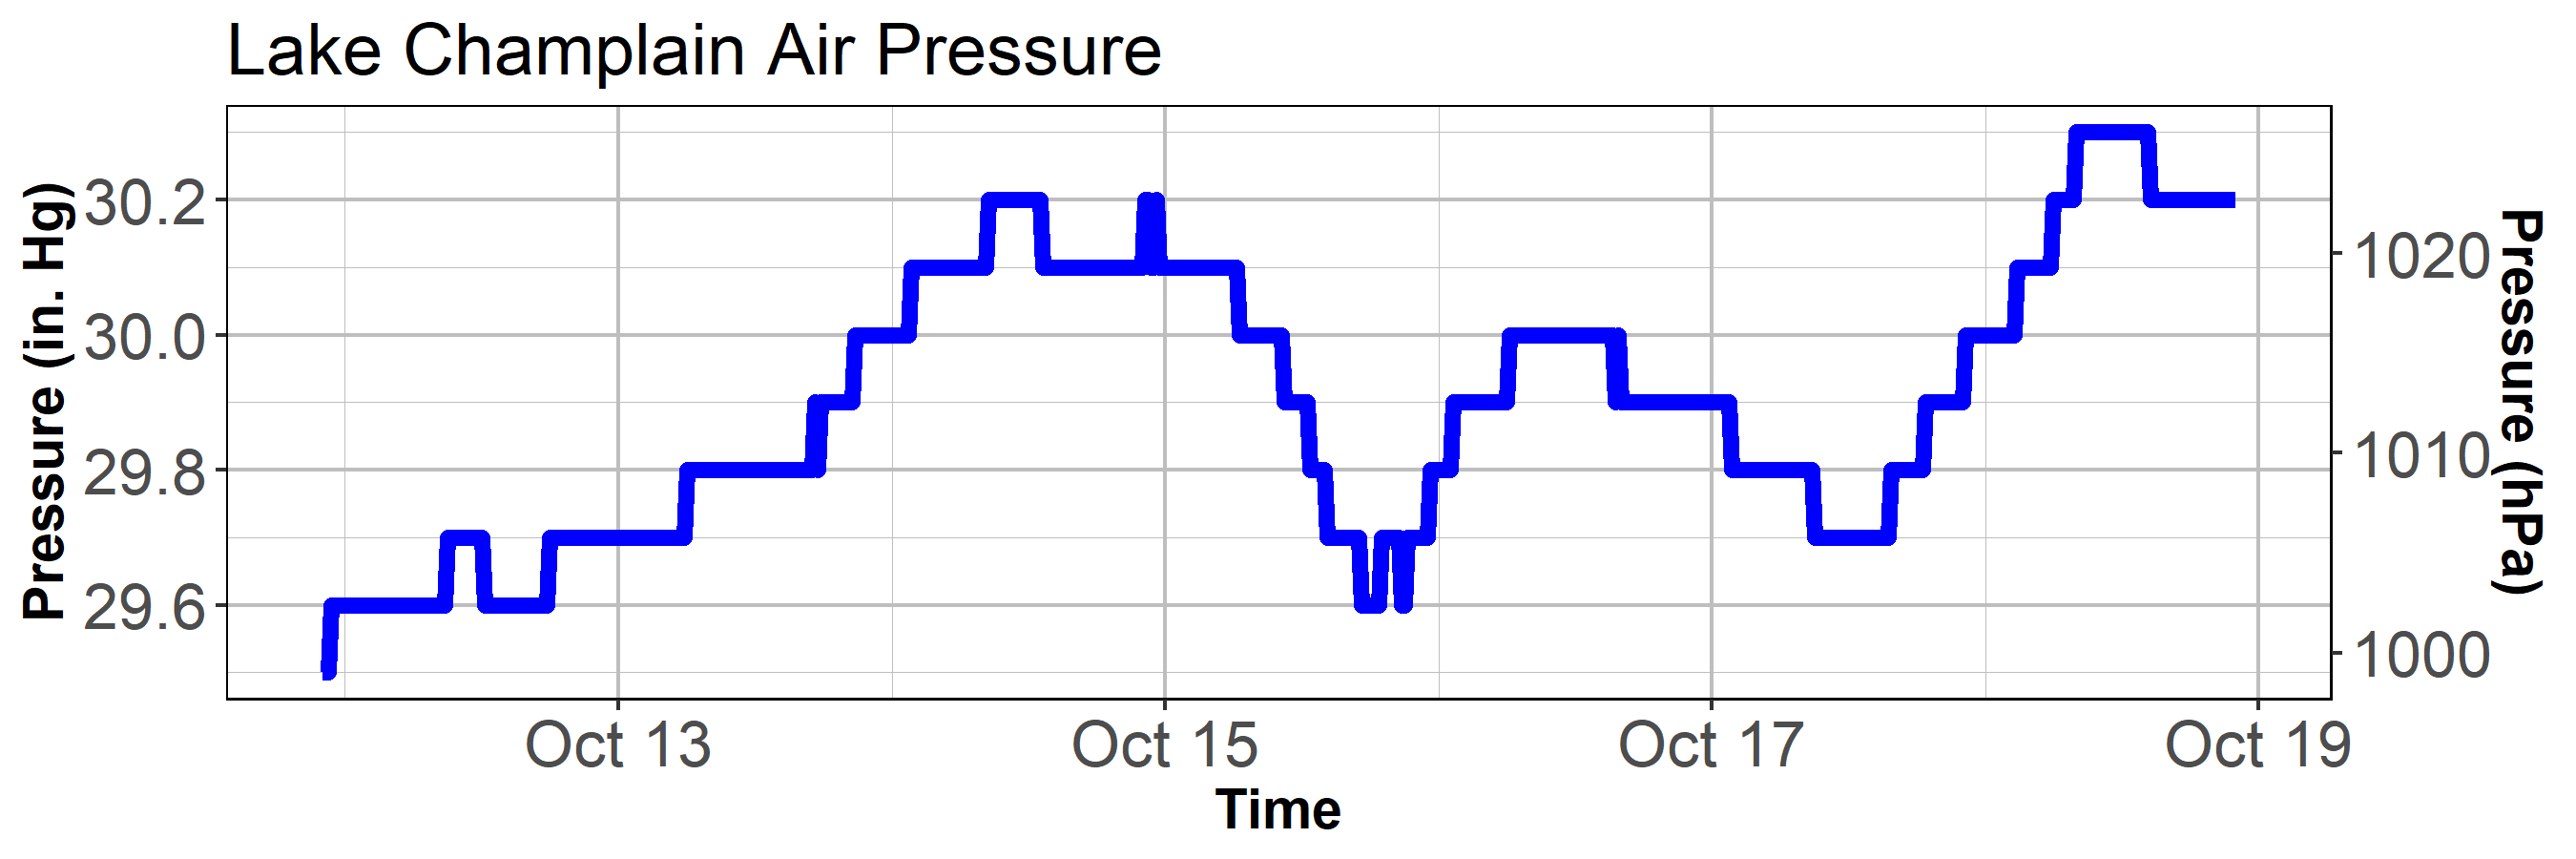 Lake Champlain Air Pressure
Pressure (in. Hg)
30.2
30.0
29.8
29.6
1020
1010
1000
Pressure (hPa)
Oct 13 Oct 15 Oct 17 Oct 19
Time